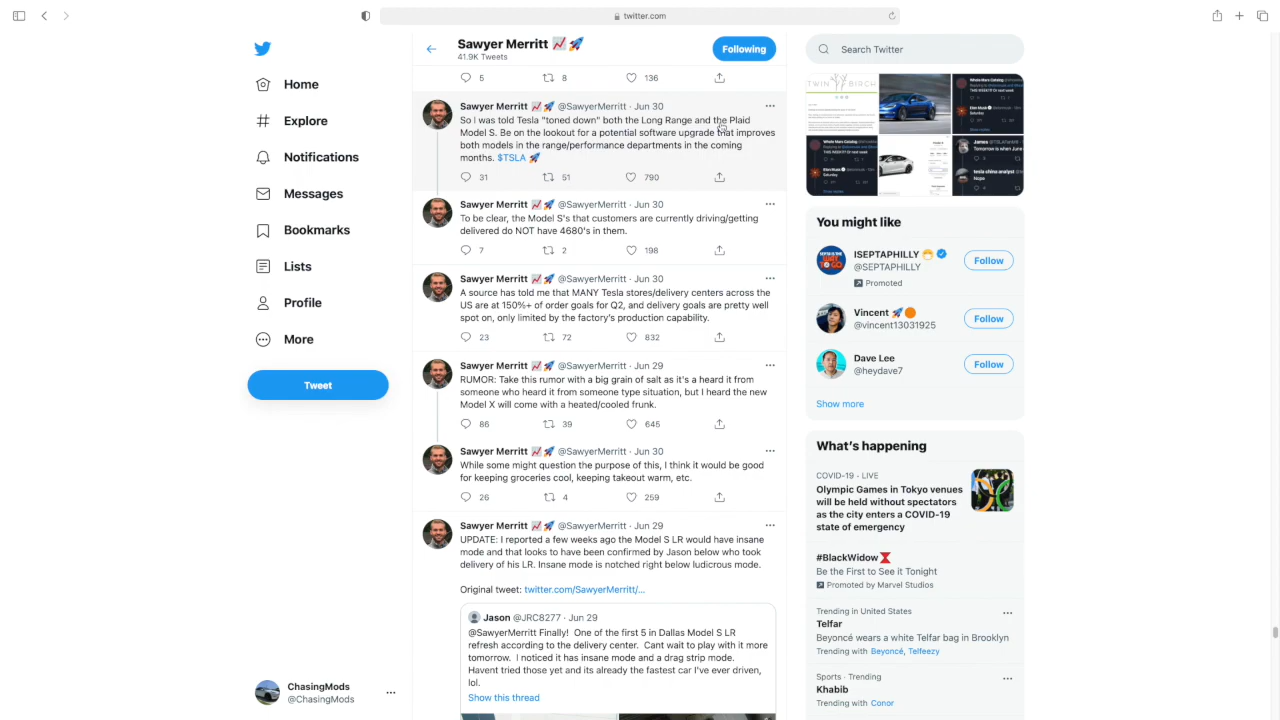 twitter.com
Home
Explore
Notifications
Messages
Bookmarks
Lists
Profile
More
Tweet
ChasingMods
@ChasingMods
Sawyer Merritt 📈🚀
41.9K Tweets
Following
5 8 136
Sawyer Merritt 📈🚀 @SawyerMerritt · Jun 30
So I was told Tesla "tuned down" both the Long Range and the Plaid
Model S. Be on the lookout for a potential software upgrade that improves
both models in the range/performance departments in the coming
months. $TSLA 🚀
31 51 790
Sawyer Merritt 📈🚀 @SawyerMerritt · Jun 30
To be clear, the Model S's that customers are currently driving/getting
delivered do NOT have 4680's in them.
7 2 198
Sawyer Merritt 📈🚀 @SawyerMerritt · Jun 30
A source has told me that MANY Tesla stores/delivery centers across the
US are at 150%+ of order goals for Q2, and delivery goals are pretty well
spot on, only limited by the factory's production capability.
23 72 832
Sawyer Merritt 📈🚀 @SawyerMerritt · Jun 29
RUMOR: Take this rumor with a big grain of salt as it's a heard it from
someone who heard it from someone type situation, but I heard the new
Model X will come with a heated/cooled frunk.
86 39 645
Sawyer Merritt 📈🚀 @SawyerMerritt · Jun 30
While some might question the purpose of this, I think it would be good
for keeping groceries cool, keeping takeout warm, etc.
26 4 259
Sawyer Merritt 📈🚀 @SawyerMerritt · Jun 29
UPDATE: I reported a few weeks ago the Model S LR would have insane
mode and that looks to have been confirmed by Jason below who took
delivery of his LR. Insane mode is notched right below ludicrous mode.
Original tweet: twitter.com/SawyerMerritt/...
Jason @JRC8277 · Jun 29
@SawyerMerritt Finally! One of the first 5 in Dallas Model S LR
refresh according to the delivery center. Cant wait to play with it more
tomorrow. I noticed it has insane mode and a drag strip mode.
Havent tried those yet and its already the fastest car I've ever driven,
lol.
Show this thread
Search Twitter
TWIN BIRCH
You might like
ISEPTAPHILLY
@SEPTAPHILLY
Promoted
Follow
Vincent 🚀🟠
@vincent13031925
Follow
Dave Lee
@heydave7
Follow
Show more
What's happening
COVID-19 · LIVE
Olympic Games in Tokyo venues
will be held without spectators
as the city enters a COVID-19
state of emergency
#BlackWidow
Be the First to See it Tonight
Promoted by Marvel Studios
Trending in United States
Telfar
Beyoncé wears a white Telfar bag in Brooklyn
Trending with Beyoncé, Telfeezy
Sports · Trending
Khabib
Trending with Conor